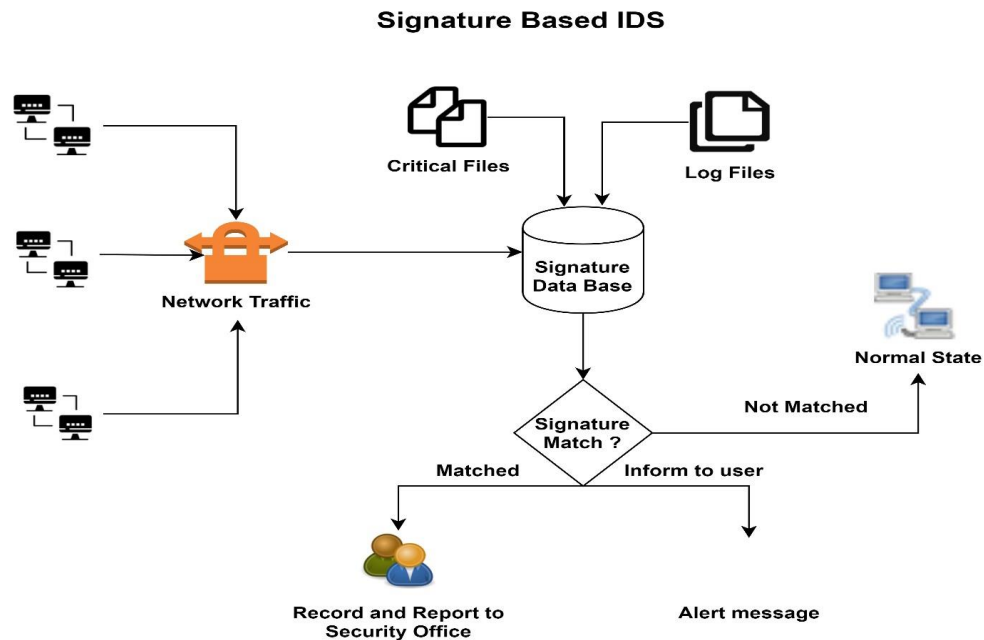 Signature Based IDS
Critical Files
Log Files
Network Traffic
Signature
Data Base
Normal State
Not Matched
Signature
Match ?
Matched
Inform to user
Record and Report to
Security Office
Alert message